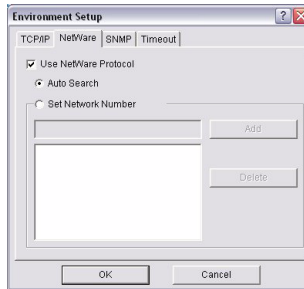 Environment Setup
TCP/IP NetWare SNMP Timeout
Use NetWare Protocol
Auto Search
Set Network Number
Add
Delete
OK Cancel